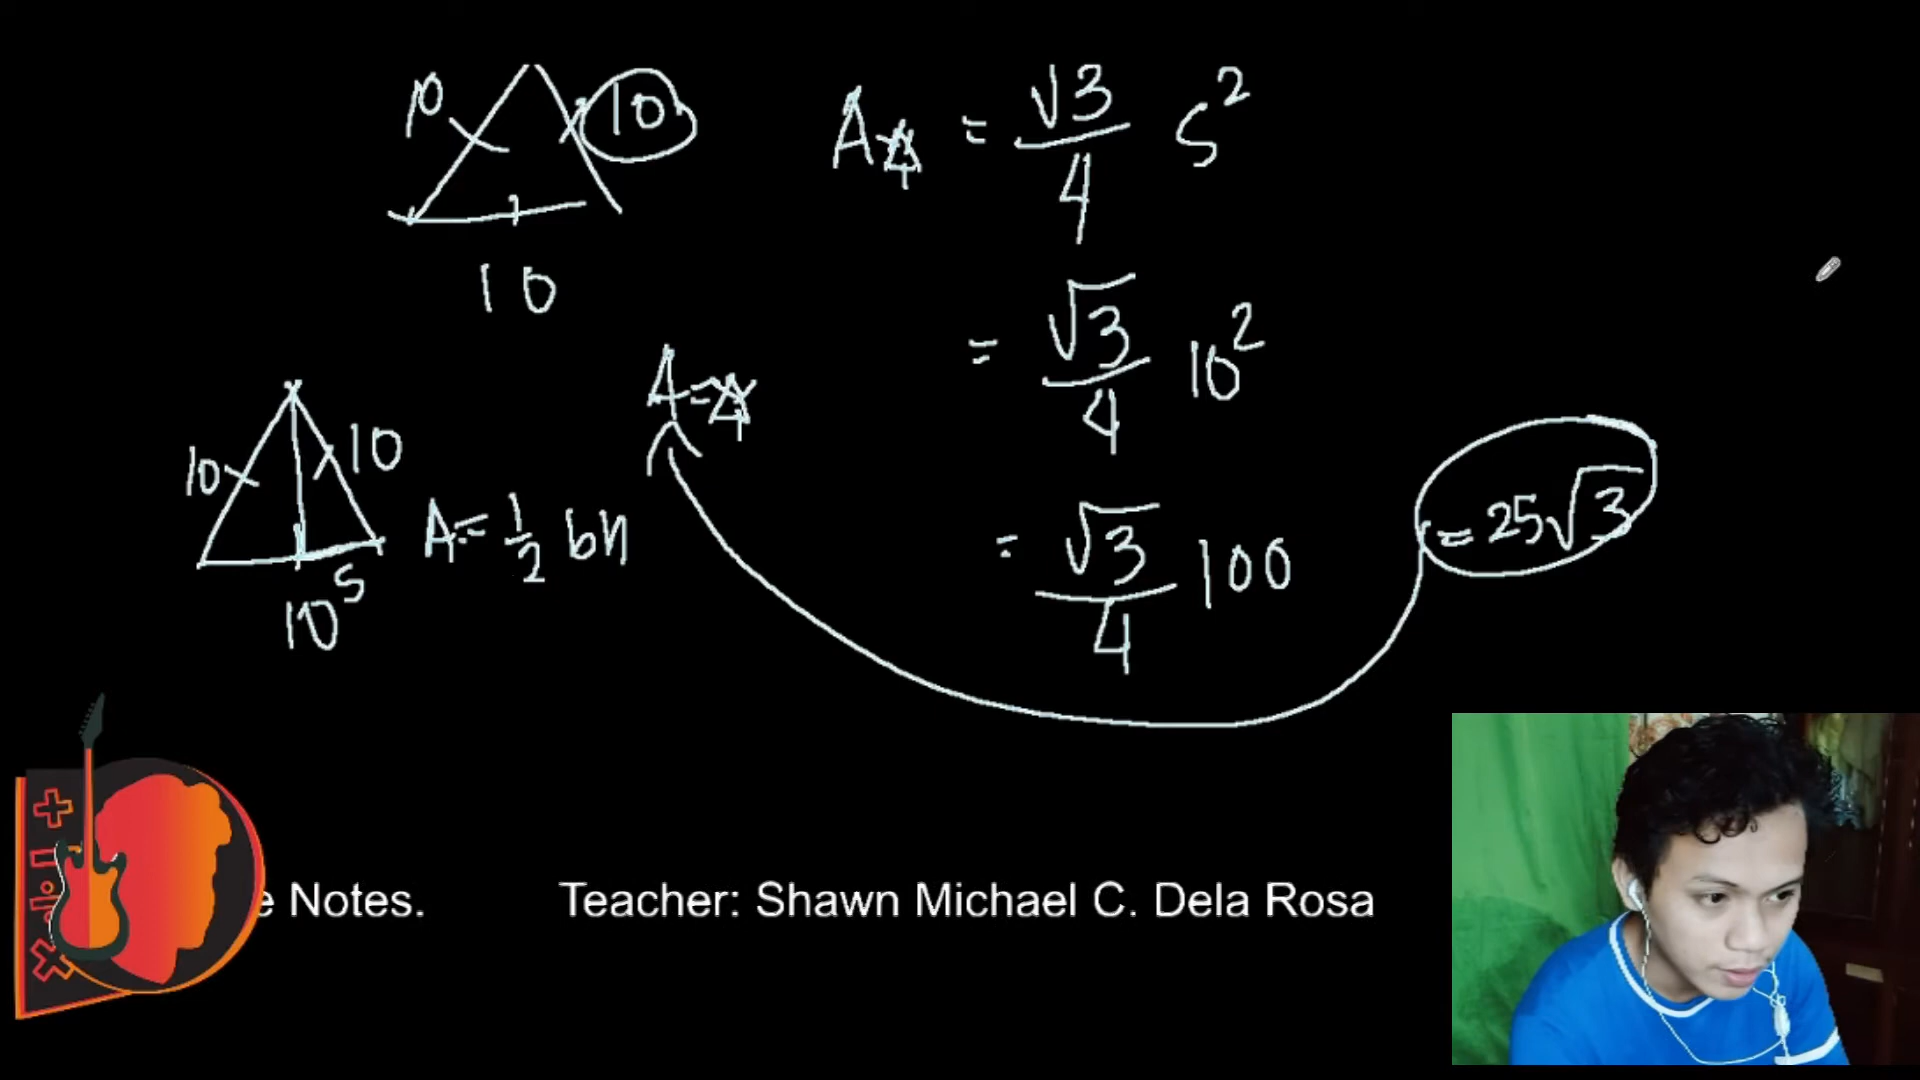 10
10
10
A = √3/4 s²
= √3/4 10²
= √3/4 100
= 25√3
A =
10
10
5
10
A = 1/2 bh
e Notes.
Teacher: Shawn Michael C. Dela Rosa